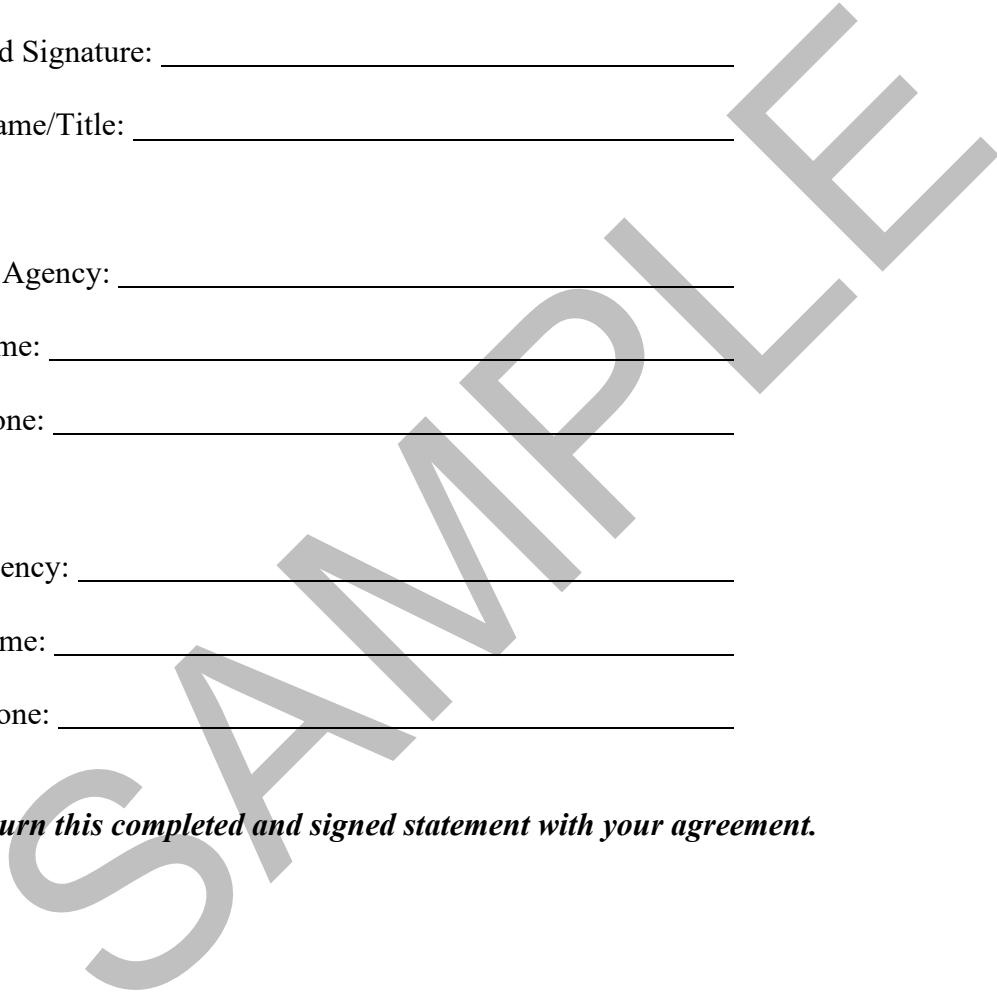 d Signature:
ame/Title:
Agency:
me:
one:
ency:
me:
one:
urn this completed and signed statement with your agreement.
SAMPLE